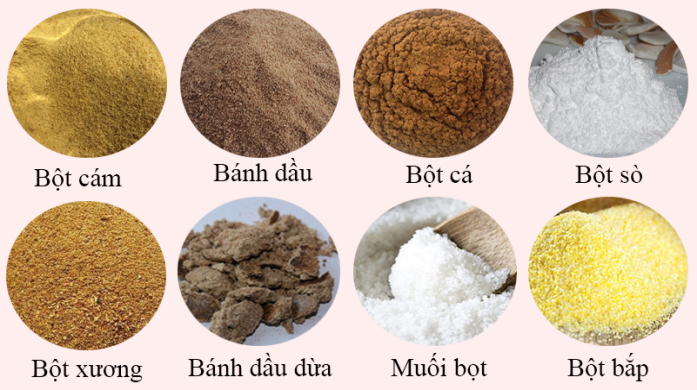 Bột cám
Bánh dầu
Bột cá
Bột sò
Bột xương
Bánh dầu dừa
Muối bọt
Bột bắp